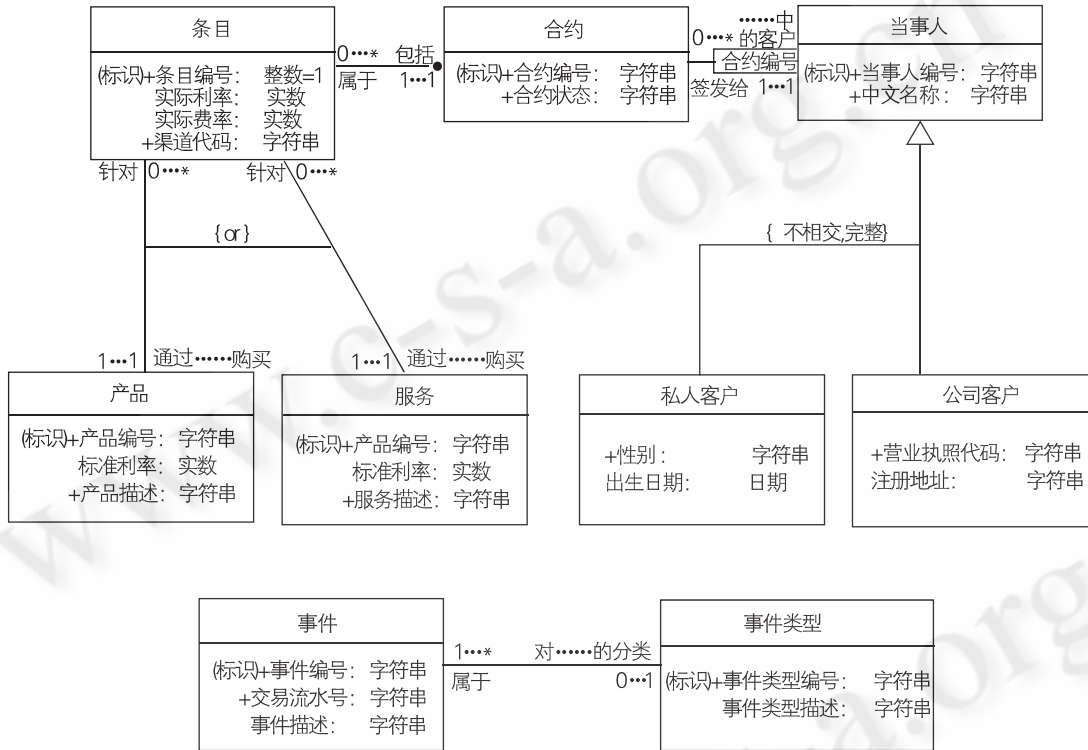 条目
(标识)+条目编号： 整数=1
实际利率： 实数
实际费率： 实数
+渠道代码： 字符串
0···* 包括
属于 1···1
合约
(标识)+合约编号： 字符串
+合约状态： 字符串
······中
0···* 的客户
合约编号
签发给 1···1
当事人
(标识)+当事人编号： 字符串
+中文名称： 字符串
针对 0···*
针对 0···*
{or}
{ 不相交,完整}
1···1 通过······购买
1···1 通过······购买
产品
(标识)+产品编号： 字符串
标准利率： 实数
+产品描述： 字符串
服务
(标识)+产品编号： 字符串
标准利率： 实数
+服务描述： 字符串
私人客户
+性别： 字符串
出生日期： 日期
公司客户
+营业执照代码： 字符串
注册地址： 字符串
事件
(标识)+事件编号： 字符串
+交易流水号： 字符串
事件描述： 字符串
1···* 对······的分类
属于 0···1
事件类型
(标识)+事件类型编号： 字符串
事件类型描述： 字符串
www.c-s-a.org.cn